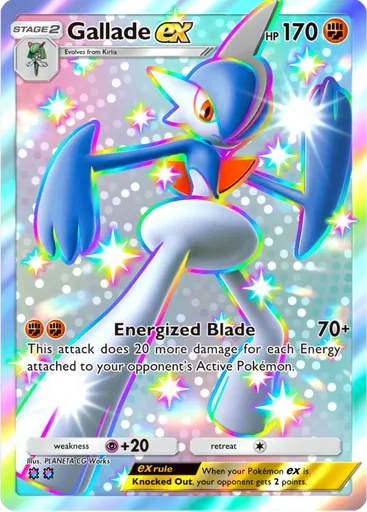 STAGE 2 Gallade ex HP 170
Evolves from Kirlia
Energized Blade 70+
This attack does 20 more damage for each Energy
attached to your opponent's Active Pokémon.
weakness +20 retreat
Illus. PLANETA CG Works
ex rule When your Pokémon ex is
Knocked Out, your opponent gets 2 points.